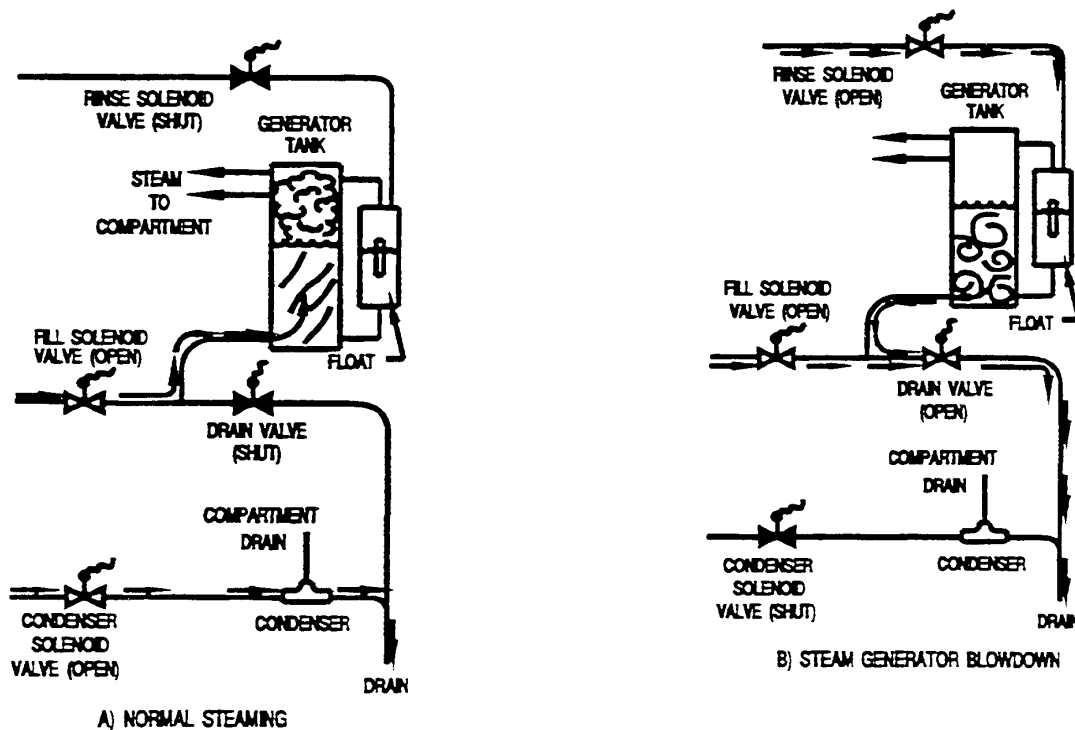 RINSE SOLENOID
VALVE (SHUT)
GENERATOR
TANK
STEAM
TO
COMPARTMENT
FILL SOLENOID
VALVE (OPEN)
FLOAT
DRAIN VALVE
(SHUT)
COMPARTMENT
DRAIN
CONDENSER
SOLENOID
VALVE (OPEN)
CONDENSER
DRAIN
A) NORMAL STEAMING
RINSE SOLENOID
VALVE (OPEN)
GENERATOR
TANK
FILL SOLENOID
VALVE (OPEN)
FLOAT
DRAIN VALVE
(OPEN)
COMPARTMENT
DRAIN
CONDENSER
SOLENOID
VALVE (SHUT)
CONDENSER
DRAIN
B) STEAM GENERATOR BLOWDOWN